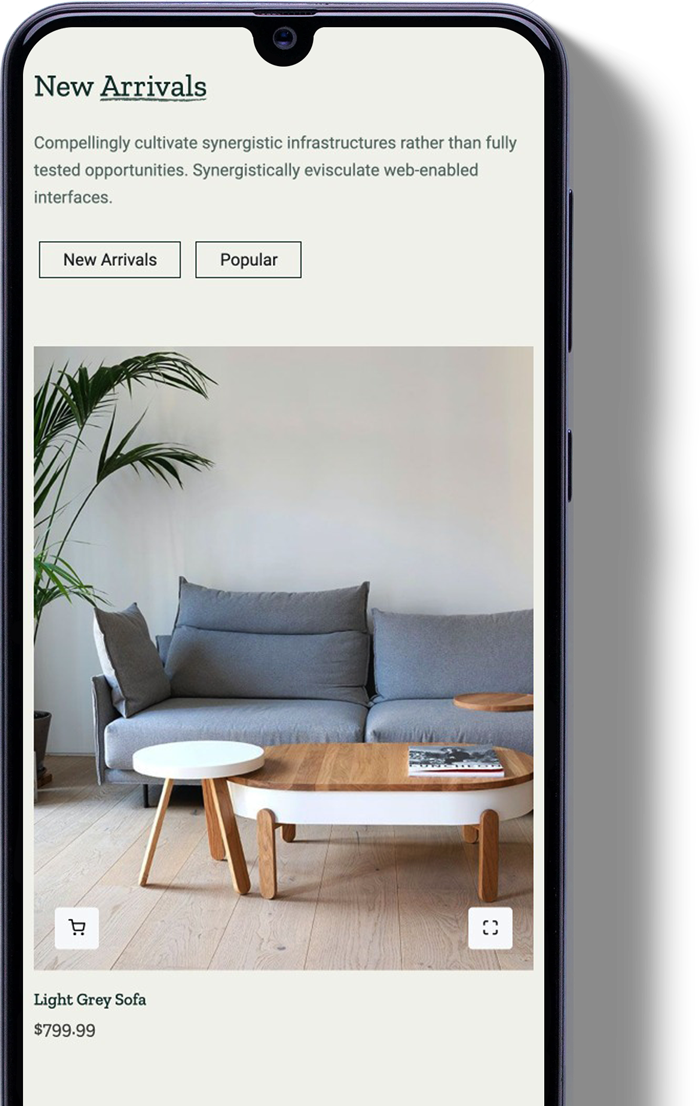 New Arrivals
Compellingly cultivate synergistic infrastructures rather than fully
tested opportunities. Synergistically evisculate web-enabled
interfaces.
New Arrivals
Popular
LUNCHEON
Light Grey Sofa
$799.99